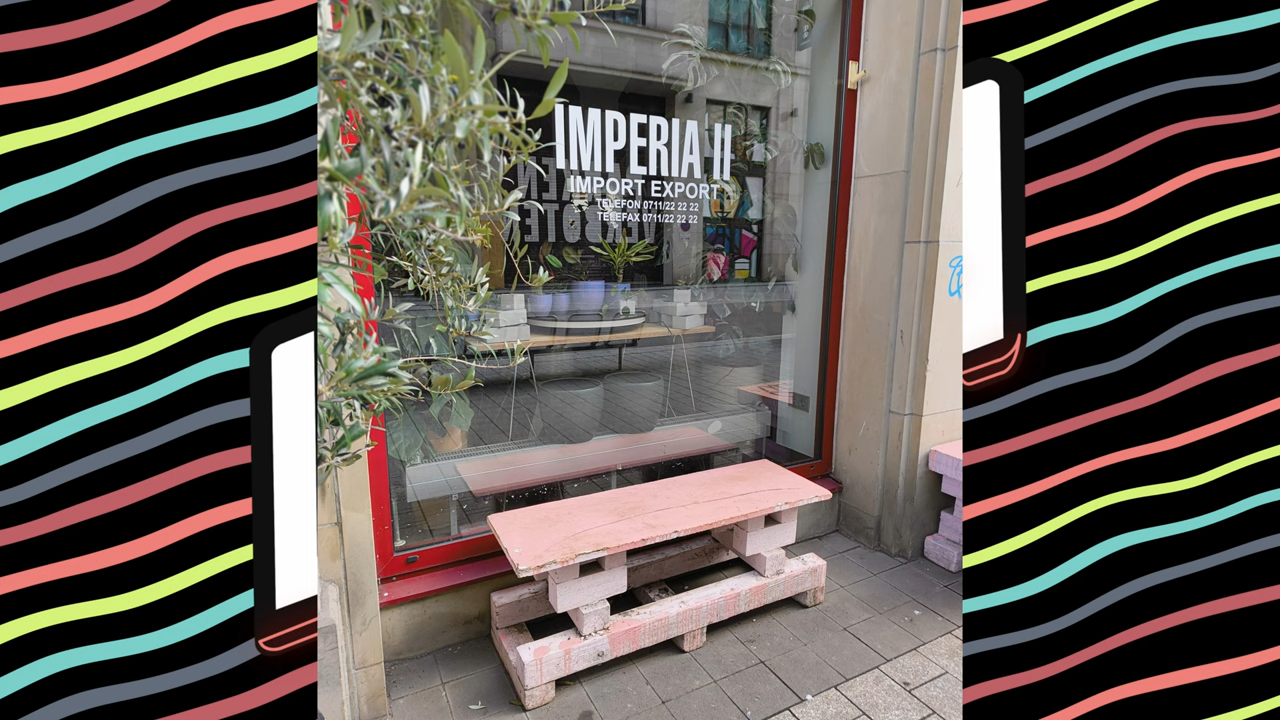 IMPERIA II
IMPORT EXPORT
TELEFON 0711/22 22 22
TELEFAX 0711/22 22 22